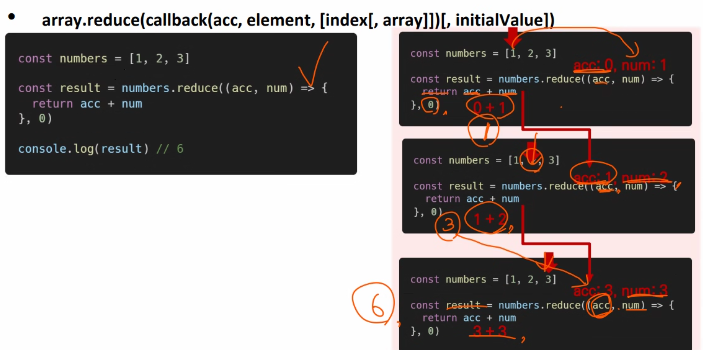 • array.reduce(callback(acc, element, [index[, array]])[, initialValue])
const numbers = [1, 2, 3]
const result = numbers.reduce((acc, num) => {
return acc + num
}, 0)
console.log(result) // 6
const numbers = [1, 2, 3]
acc: 0, num: 1
const result = numbers.reduce((acc, num) => {
return acc + num
}, 0)
0 + 1
1
const numbers = [1, 2, 3]
acc: 1, num: 2
const result = numbers.reduce((acc, num) => {
return acc + num
}, 0)
3
1 + 2
const numbers = [1, 2, 3]
acc: 3, num: 3
6
const result = numbers.reduce((acc, num) => {
return acc + num
}, 0)
3 + 3